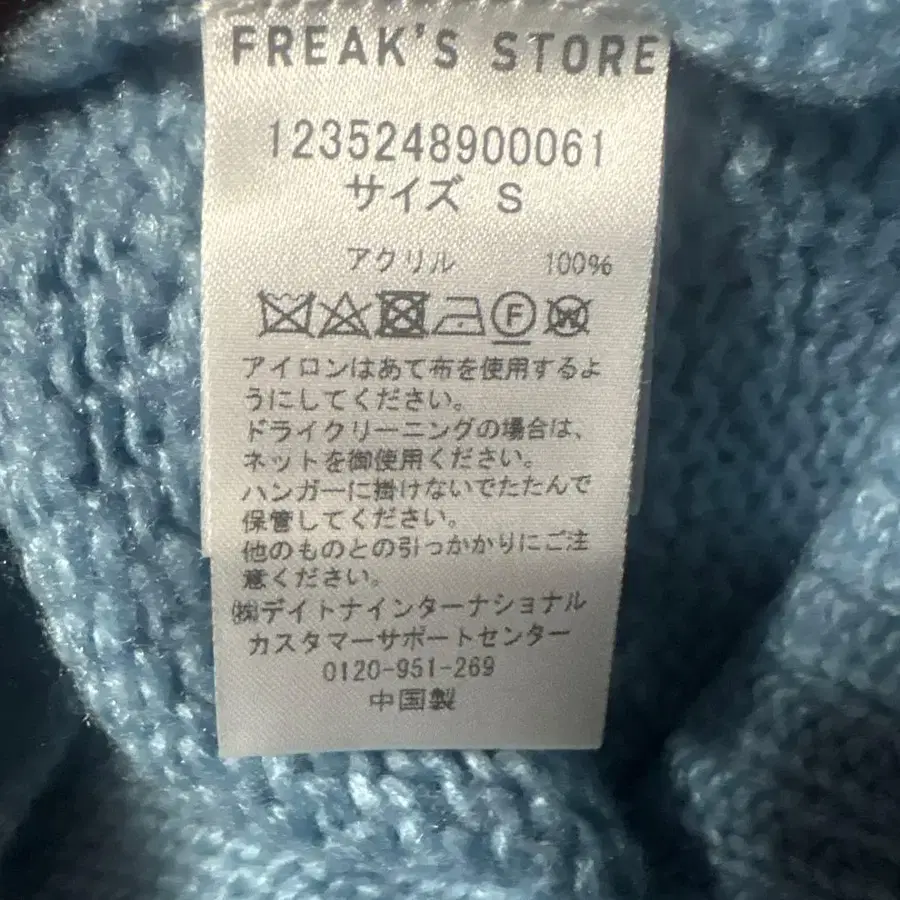 FREAK'S STORE
1235248900061
サイズ S
アクリル 100%
F W
アイロンはあて布を使用するよ
うにしてください。
ドライクリーニングの場合は、
ネットを御使用ください。
ハンガーに掛けないでたたんで
保管してください。
他のものとの引っかかりにご注
意ください。
㈱デイトナインターナショナル
カスタマーサポートセンター
0120-951-269
中国製